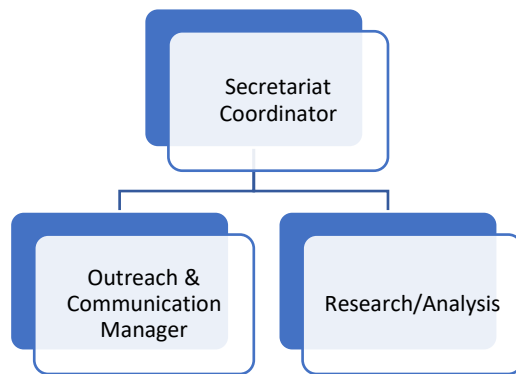 Secretariat
Coordinator
Outreach &
Communication
Manager
Research/Analysis